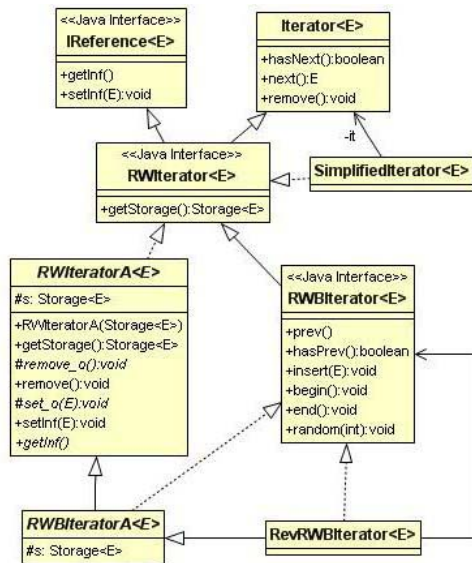 <<Java Interface>>
IReference<E>
+getInf()
+setInf(E):void
Iterator<E>
+hasNext():boolean
+next():E
+remove():void
-it
<<Java Interface>>
RWIterator<E>
+getStorage():Storage<E>
SimplifiedIterator<E>
RWIteratorA<E>
#s: Storage<E>
+RWIteratorA(Storage<E>)
+getStorage():Storage<E>
#remove_o():void
+remove():void
#set_o(E):void
+setInf(E):void
+getInf()
<<Java Interface>>
RWBIterator<E>
+prev()
+hasPrev():boolean
+insert(E):void
+begin():void
+end():void
+random(int):void
RWBIteratorA<E>
#s: Storage<E>
RevRWBIterator<E>